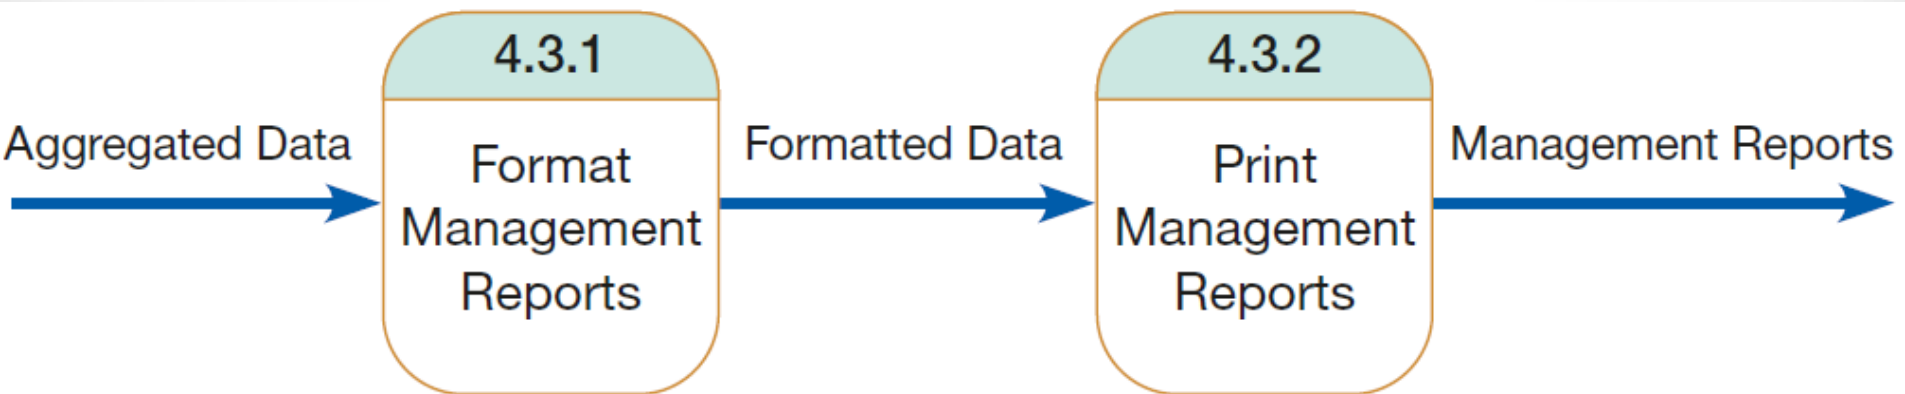 4.3.1
4.3.2
Aggregated Data
Format
Management
Reports
Formatted Data
Print
Management
Reports
Management Reports